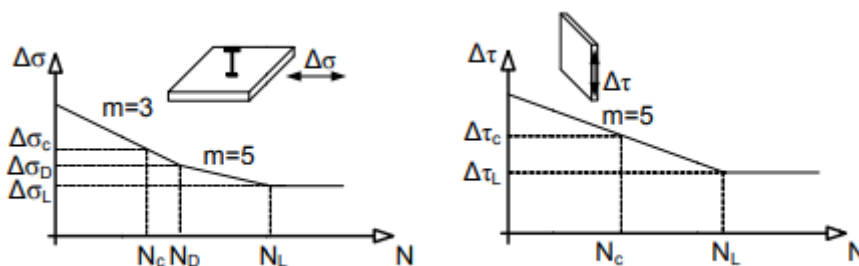 Δσ
Δσ
m=3
Δσc
m=5
ΔσD
ΔσL
Nc ND NL N
Δτ
Δτ
m=5
Δτc
ΔτL
Nc NL N